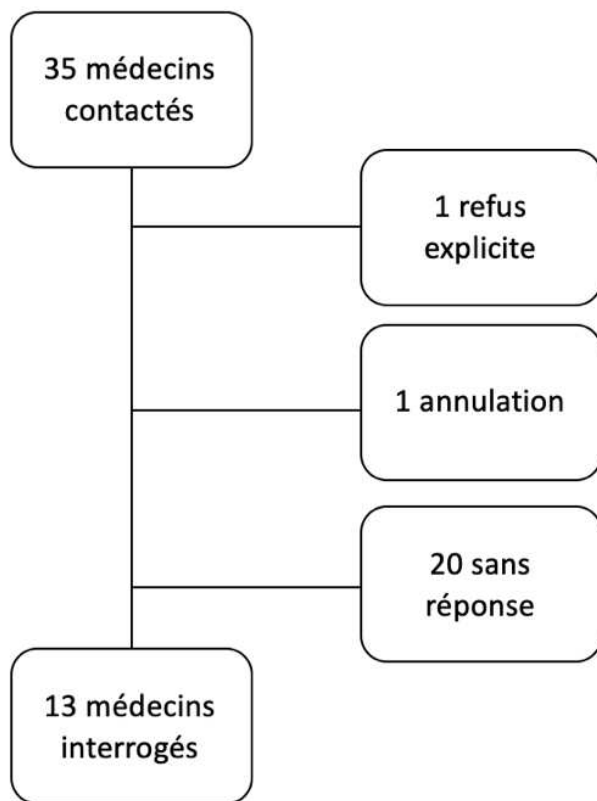 35 médecins
contactés
1 refus
explicite
1 annulation
20 sans
réponse
13 médecins
interrogés